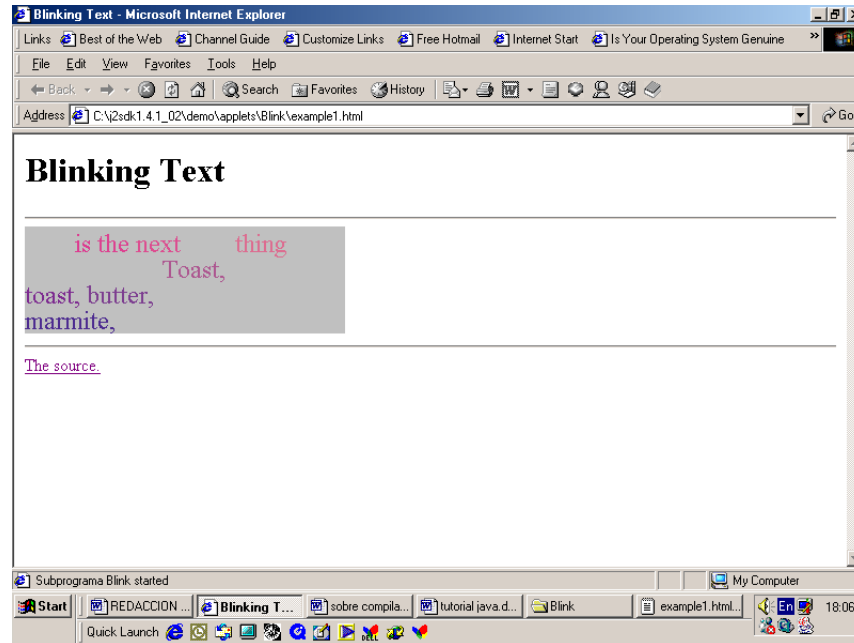 Blinking Text - Microsoft Internet Explorer
Links Best of the Web Channel Guide Customize Links Free Hotmail Internet Start Is Your Operating System Genuine »
File Edit View Favorites Tools Help
Back Search Favorites History
Address C:\j2sdk1.4.1_02\demo\applets\Blink\example1.html Go
Blinking Text
is the next thing
Toast,
toast, butter,
marmite,
The source.
Subprograma Blink started My Computer
Start REDACCION ... Blinking T... sobre compila... tutorial java.d... Blink example1.html... En 18:06
Quick Launch